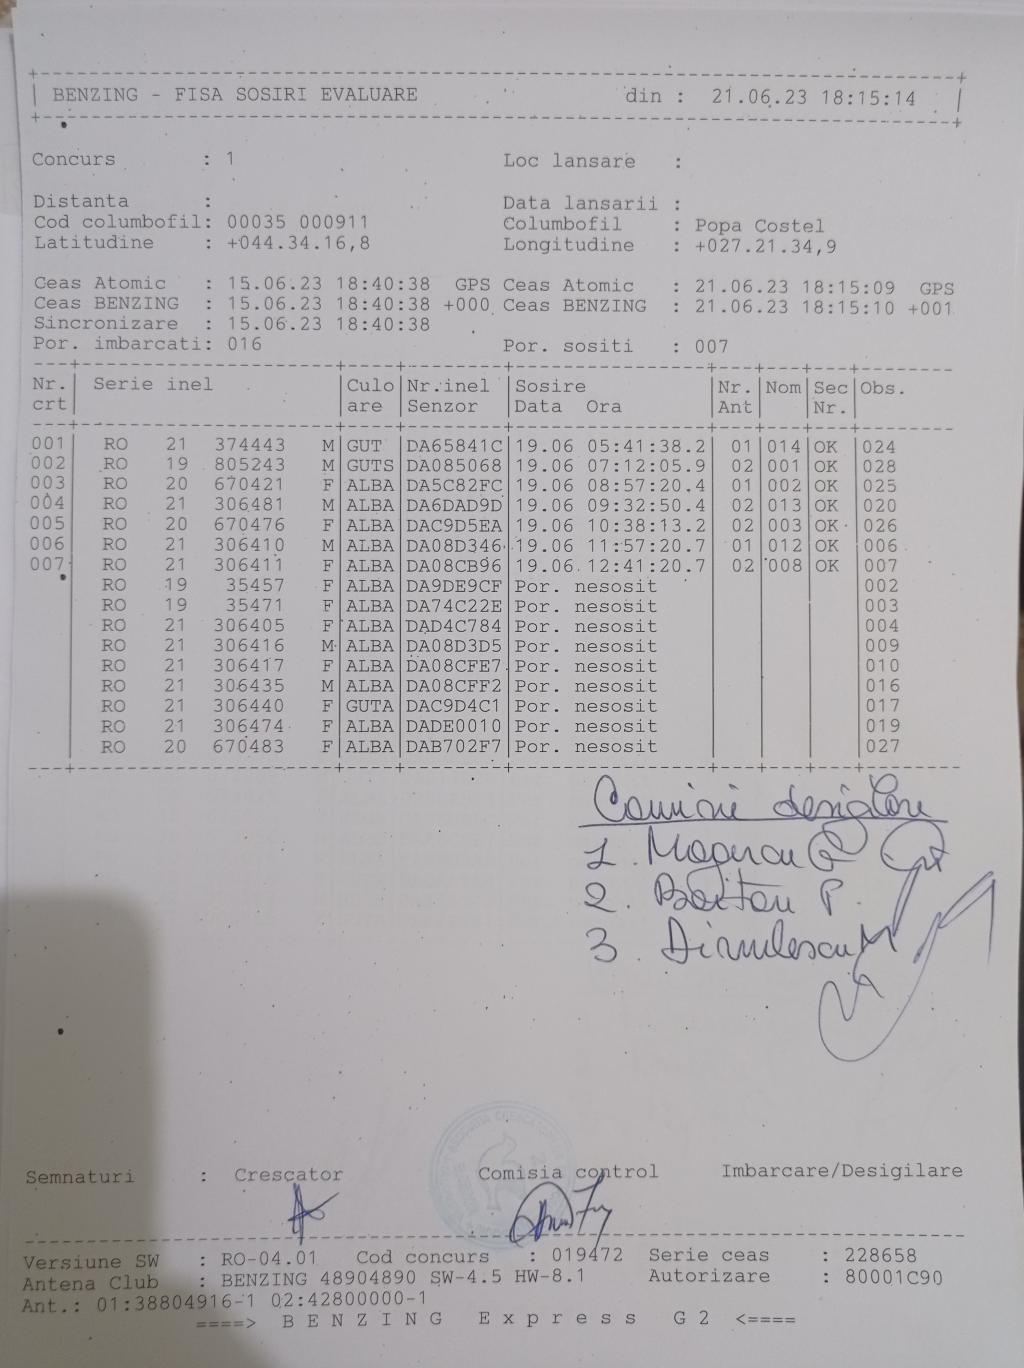 BENZING - FISA SOSIRI EVALUARE din : 21.06.23 18:15:14
Concurs : 1 Loc lansare :
Distanta : Data lansarii :
Cod columbofil: 00035 000911 Columbofil : Popa Costel
Latitudine : +044.34.16,8 Longitudine : +027.21.34,9
Ceas Atomic : 15.06.23 18:40:38 GPS Ceas Atomic : 21.06.23 18:15:09 GPS
Ceas BENZING : 15.06.23 18:40:38 +000 Ceas BENZING : 21.06.23 18:15:10 +001
Sincronizare : 15.06.23 18:40:38
Por. imbarcati: 016 Por. sositi : 007
Nr. Serie inel Culo Nr.inel Sosire Nr. Nom Sec Obs.
crt are Senzor Data Ora Ant Nr.
001 RO 21 374443 M GUT DA65841C 19.06 05:41:38.2 01 014 OK 024
002 RO 19 805243 M GUTS DA085068 19.06 07:12:05.9 02 001 OK 028
003 RO 20 670421 F ALBA DA5C82FC 19.06 08:57:20.4 01 002 OK 025
004 RO 21 306481 M ALBA DA6DAD9D 19.06 09:32:50.4 02 013 OK 020
005 RO 20 670476 F ALBA DAC9D5EA 19.06 10:38:13.2 02 003 OK 026
006 RO 21 306410 M ALBA DA08D346 19.06 11:57:20.7 01 012 OK 006
007 RO 21 306411 F ALBA DA08CB96 19.06 12:41:20.7 02 008 OK 007
RO 19 35457 F ALBA DA9DE9CF Por. nesosit 002
RO 19 35471 F ALBA DA74C22E Por. nesosit 003
RO 21 306405 F ALBA DAD4C784 Por. nesosit 004
RO 21 306416 M ALBA DA08D3D5 Por. nesosit 009
RO 21 306417 F ALBA DA08CFE7 Por. nesosit 010
RO 21 306435 M ALBA DA08CFF2 Por. nesosit 016
RO 21 306440 F GUTA DAC9D4C1 Por. nesosit 017
RO 21 306474 F ALBA DADE0010 Por. nesosit 019
RO 20 670483 F ALBA DAB702F7 Por. nesosit 027
1.
2. P.
3.
Semnaturi : Crescator Comisia control Imbarcare/Desigilare
Versiune SW : RO-04.01 Cod concurs : 019472 Serie ceas : 228658
Antena Club : BENZING 48904890 SW-4.5 HW-8.1 Autorizare : 80001C90
Ant.: 01:38804916-1 02:42800000-1
====> B E N Z I N G E x p r e s s G 2 <====